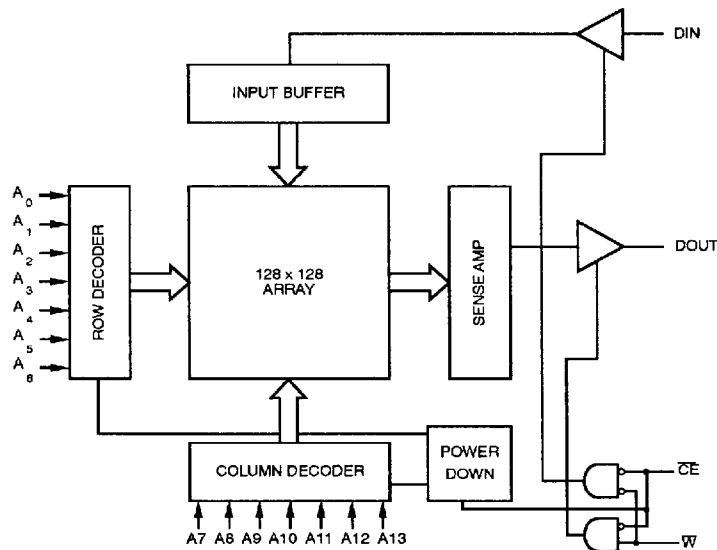 DIN
INPUT BUFFER
A0
A1
A2
A3
A4
A5
A6
ROW DECODER
128 x 128
ARRAY
SENSE AMP
DOUT
COLUMN DECODER
POWER
DOWN
C̅E̅
W̅
A7 A8 A9 A10 A11 A12 A13